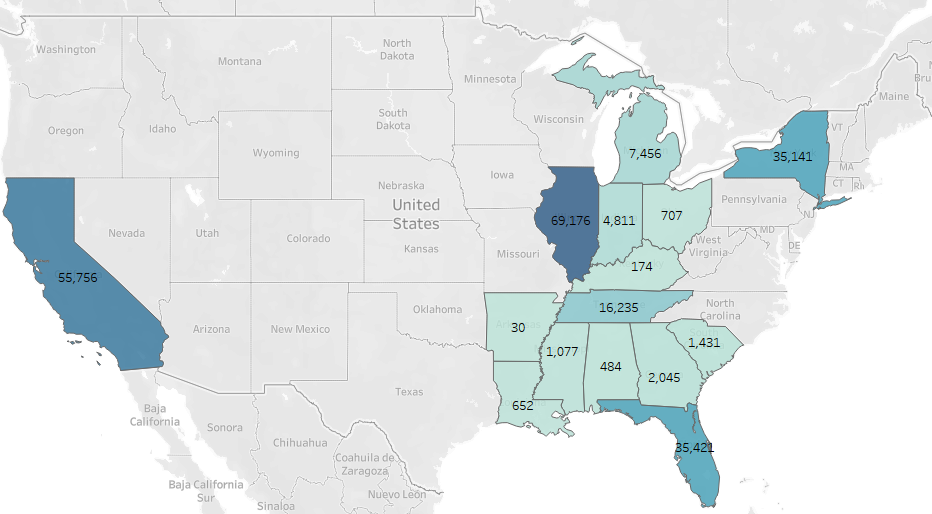 Washington
Montana
North
Dakota
Minnesota
Maine
Oregon
Idaho
South
Dakota
Wisconsin
VT
Wyoming
7,456
35,141
MA
Iowa
CT
Nebraska
Pennsylvania
Nevada
Utah
United
States
69,176
4,811
707
NJ
Colorado
Kansas
Missouri
West
Virginia
MD
DE
55,756
174
Oklahoma
16,235
North
Carolina
Arizona
New Mexico
30
1,077
484
1,431
2,045
Texas
652
Baja
California
Sonora
35,421
Chihuahua
Coahuila de
Zaragoza
Baja California
Sur
Nuevo León
Sinaloa